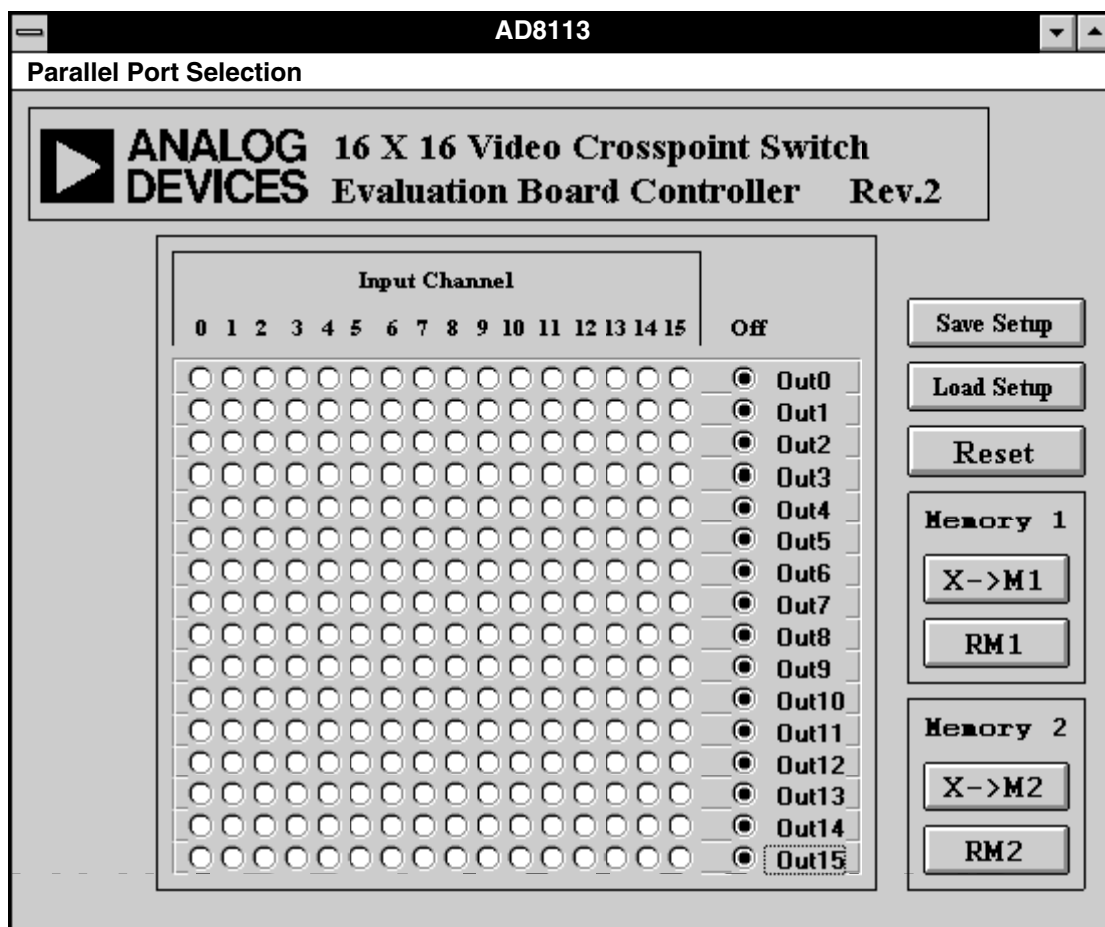 AD8113
Parallel Port Selection
ANALOG DEVICES
16 X 16 Video Crosspoint Switch
Evaluation Board Controller Rev.2
Input Channel
0 1 2 3 4 5 6 7 8 9 10 11 12 13 14 15 Off
Out0
Out1
Out2
Out3
Out4
Out5
Out6
Out7
Out8
Out9
Out10
Out11
Out12
Out13
Out14
Out15
Save Setup
Load Setup
Reset
Memory 1
X->M1
RM1
Memory 2
X->M2
RM2